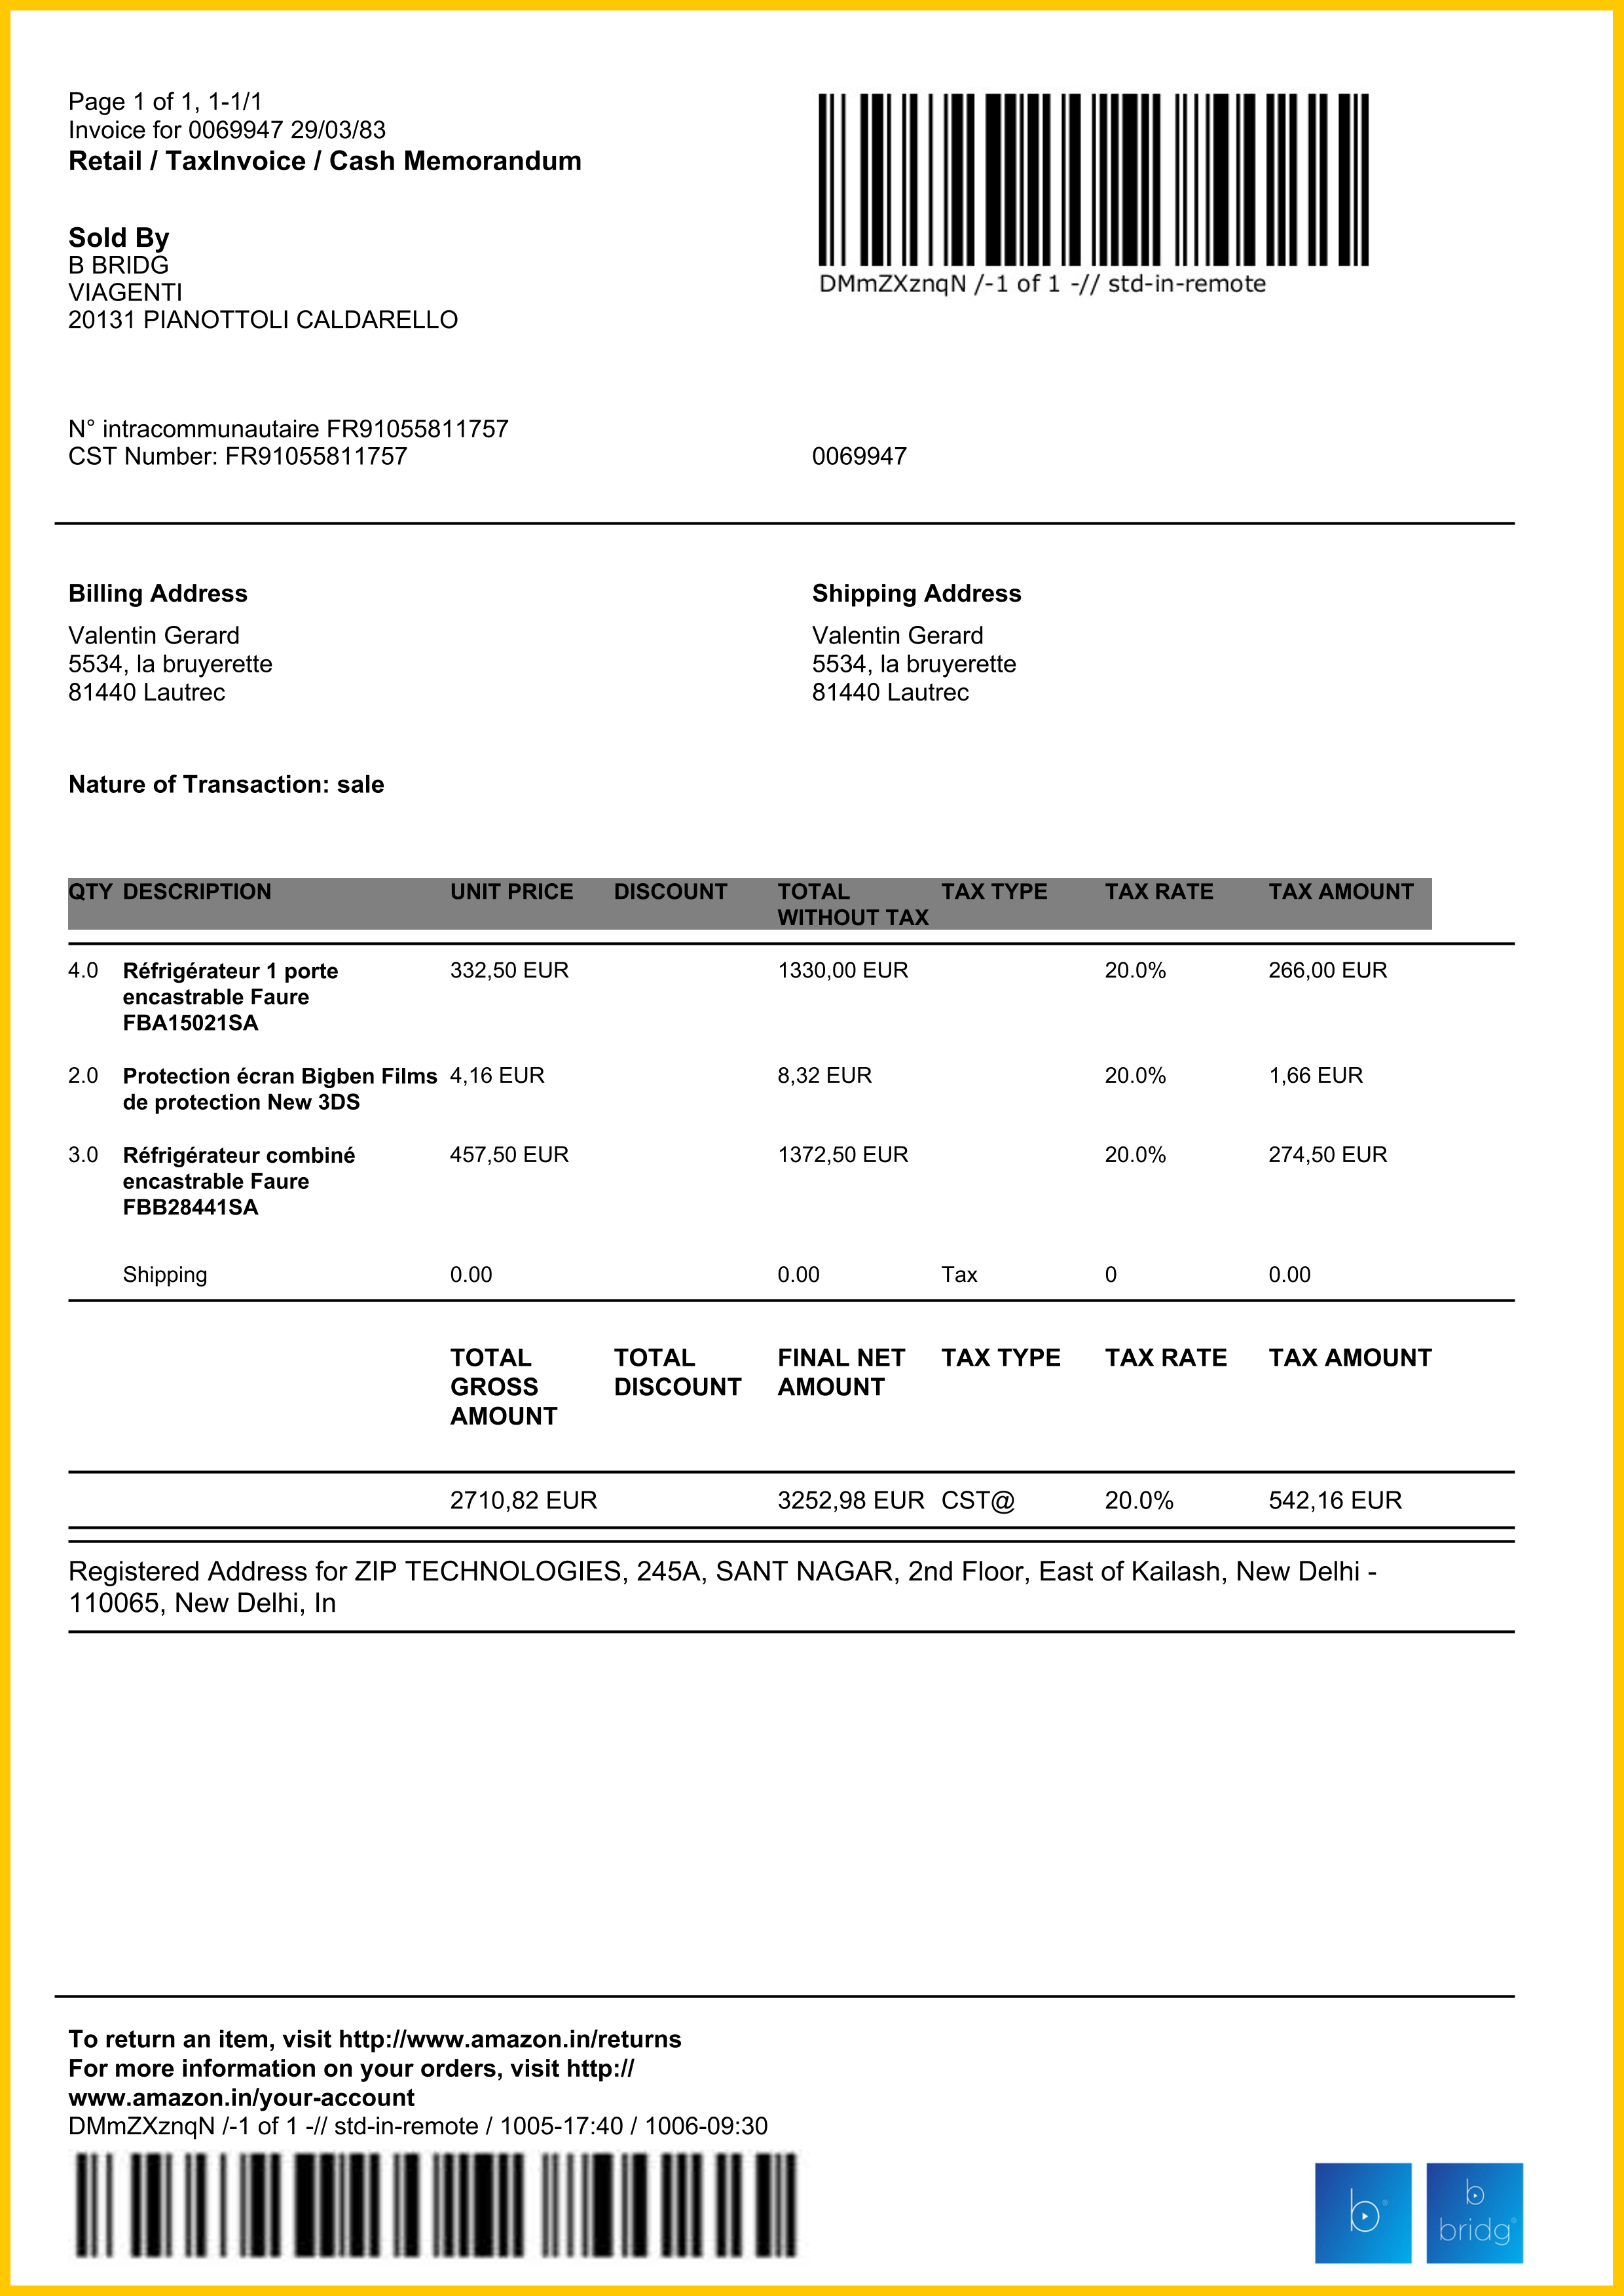 Page 1 of 1, 1-1/1
Invoice for 0069947 29/03/83
Retail / TaxInvoice / Cash Memorandum
DMmZXznqN /-1 of 1 -// std-in-remote
Sold By
B BRIDG
VIAGENTI
20131 PIANOTTOLI CALDARELLO
N° intracommunautaire FR91055811757
CST Number: FR91055811757 0069947
Billing Address
Valentin Gerard
5534, la bruyerette
81440 Lautrec
Shipping Address
Valentin Gerard
5534, la bruyerette
81440 Lautrec
Nature of Transaction: sale
QTY DESCRIPTION UNIT PRICE DISCOUNT TOTAL TAX TYPE TAX RATE TAX AMOUNT
WITHOUT TAX
4.0 Réfrigérateur 1 porte 332,50 EUR 1330,00 EUR 20.0% 266,00 EUR
encastrable Faure
FBA15021SA
2.0 Protection écran Bigben Films 4,16 EUR 8,32 EUR 20.0% 1,66 EUR
de protection New 3DS
3.0 Réfrigérateur combiné 457,50 EUR 1372,50 EUR 20.0% 274,50 EUR
encastrable Faure
FBB28441SA
Shipping 0.00 0.00 Tax 0 0.00
TOTAL TOTAL FINAL NET TAX TYPE TAX RATE TAX AMOUNT
GROSS DISCOUNT AMOUNT
AMOUNT
2710,82 EUR 3252,98 EUR CST@ 20.0% 542,16 EUR
Registered Address for ZIP TECHNOLOGIES, 245A, SANT NAGAR, 2nd Floor, East of Kailash, New Delhi -
110065, New Delhi, In
To return an item, visit http://www.amazon.in/returns
For more information on your orders, visit http://
www.amazon.in/your-account
DMmZXznqN /-1 of 1 -// std-in-remote / 1005-17:40 / 1006-09:30
b
b
bridg